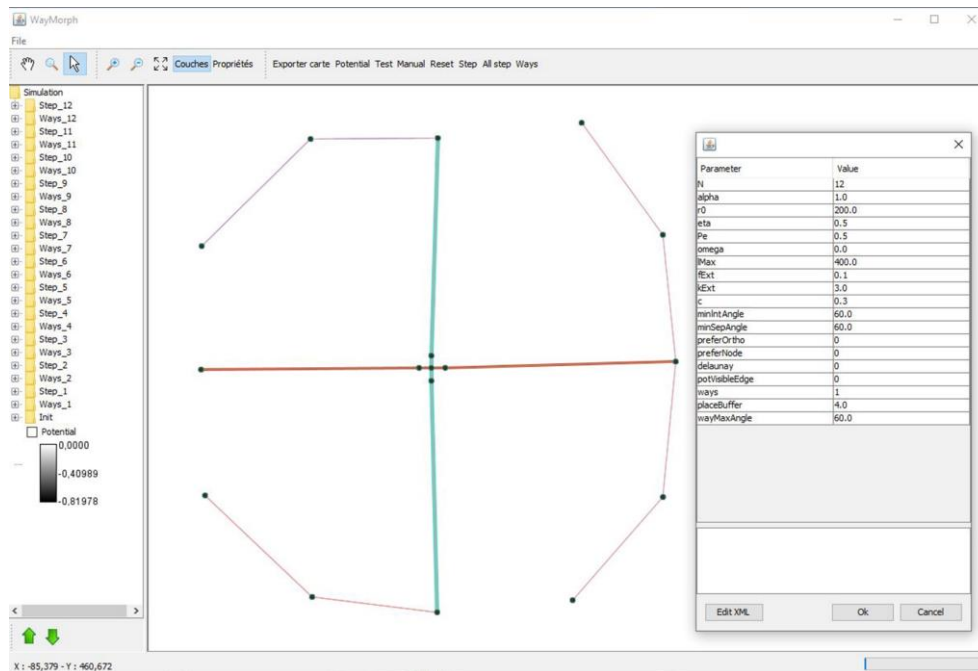 WayMorph
File
Couches Propriétés Exporter carte Potential Test Manual Reset Step All step Ways
Simulation
Step_12
Ways_12
Step_11
Ways_11
Step_10
Ways_10
Step_9
Ways_9
Step_8
Ways_8
Step_7
Ways_7
Step_6
Ways_6
Step_5
Ways_5
Step_4
Ways_4
Step_3
Ways_3
Step_2
Ways_2
Step_1
Ways_1
Init
Potential
0,0000
-0,40989
-0,81978
Parameter Value
N 12
alpha 1.0
r0 200.0
eta 0.5
Pe 0.5
omega 0.0
lMax 400.0
fExt 0.1
kExt 3.0
c 0.3
minIntAngle 60.0
minSepAngle 60.0
preferOrtho 0
preferNode 0
delaunay 0
potVisibleEdge 0
ways 1
placeBuffer 4.0
wayMaxAngle 60.0
Edit XML Ok Cancel
X : -85,379 - Y : 460,672